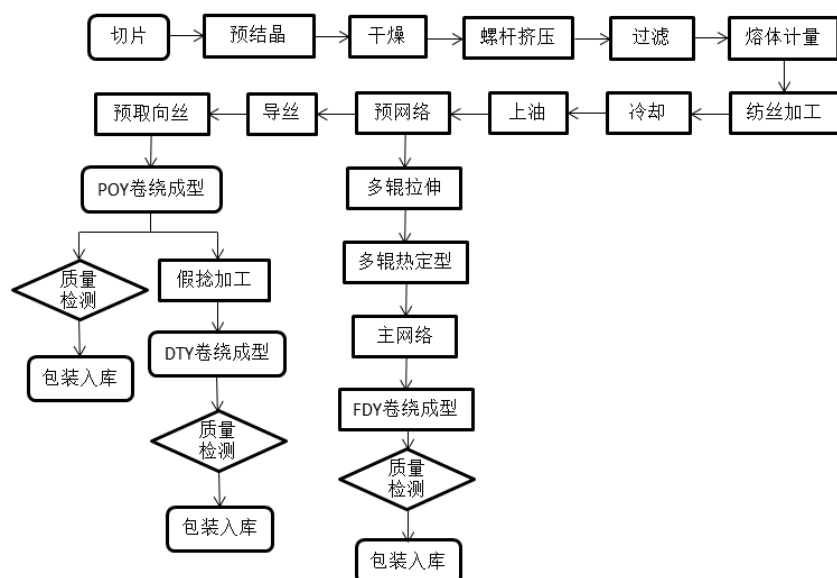 切片
预结晶
干燥
螺杆挤压
过滤
熔体计量
纺丝加工
冷却
上油
预网络
导丝
预取向丝
POY卷绕成型
质量
检测
包装入库
假捻加工
DTY卷绕成型
质量
检测
包装入库
多辊拉伸
多辊热定型
主网络
FDY卷绕成型
质量
检测
包装入库